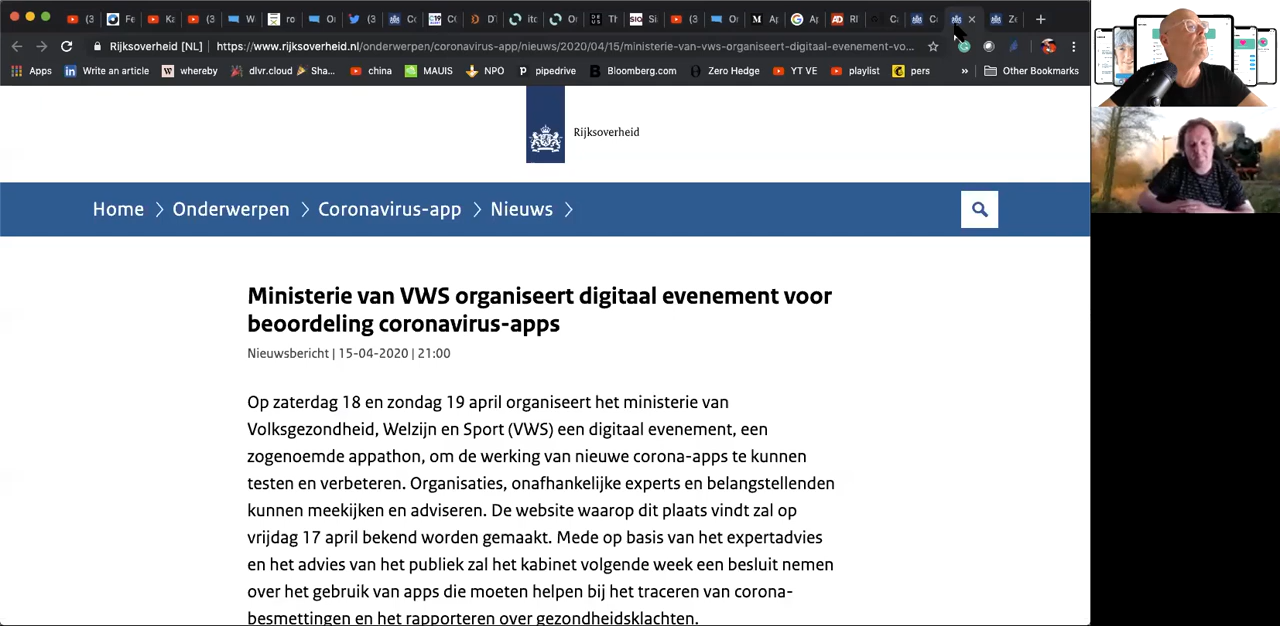 (3
Fe
(3
W
ro
(3
C
(3
M
Rijksoverheid [NL]
https://www.rijksoverheid.nl/onderwerpen/coronavirus-app/nieuws/2020/04/15/ministerie-van-vws-organiseert-digitaal-evenement-vo...
Apps
Write an article
whereby
dlvr.cloud
Sha...
china
MAUIS
NPO
pipedrive
Bloomberg.com
Zero Hedge
YT VE
playlist
pers
»
Other Bookmarks
Rijksoverheid
Home > Onderwerpen > Coronavirus-app > Nieuws >
Ministerie van VWS organiseert digitaal evenement voor
beoordeling coronavirus-apps
Nieuwsbericht | 15-04-2020 | 21:00
Op zaterdag 18 en zondag 19 april organiseert het ministerie van
Volksgezondheid, Welzijn en Sport (VWS) een digitaal evenement, een
zogenoemde appathon, om de werking van nieuwe corona-apps te kunnen
testen en verbeteren. Organisaties, onafhankelijke experts en belangstellenden
kunnen meekijken en adviseren. De website waarop dit plaats vindt zal op
vrijdag 17 april bekend worden gemaakt. Mede op basis van het expertadvies
en het advies van het publiek zal het kabinet volgende week een besluit nemen
over het gebruik van apps die moeten helpen bij het traceren van corona-
besmettingen en het rapporteren over gezondheidsklachten.